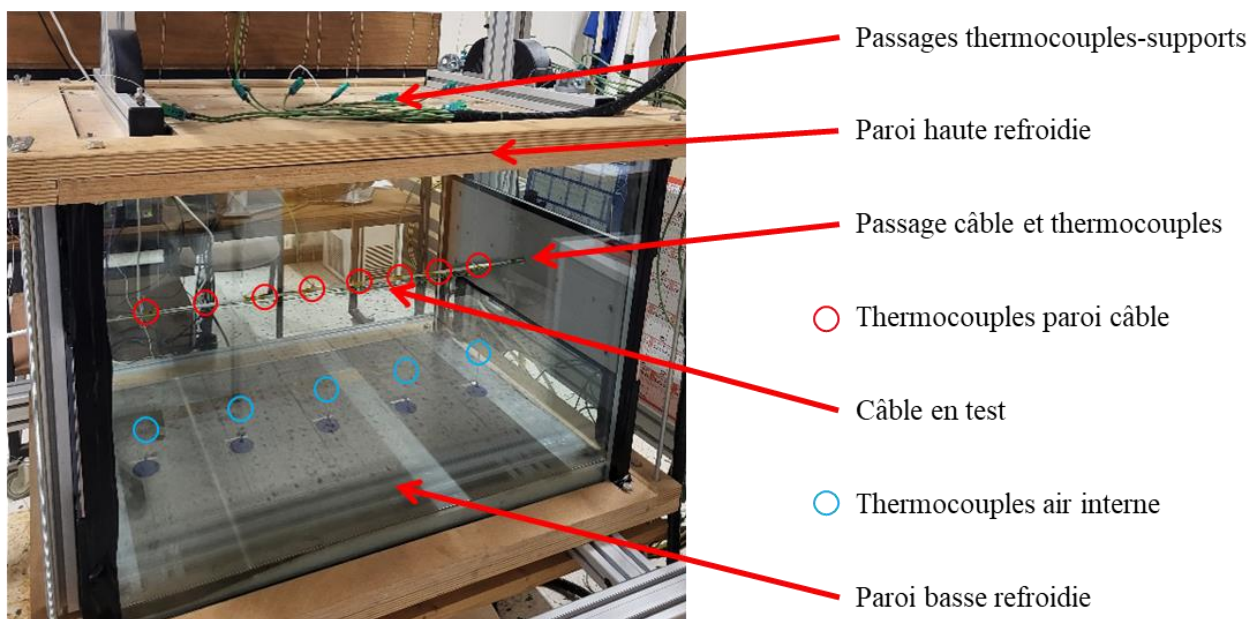 Passages thermocouples-supports
Paroi haute refroidie
Passage câble et thermocouples
Thermocouples paroi câble
Câble en test
Thermocouples air interne
Paroi basse refroidie